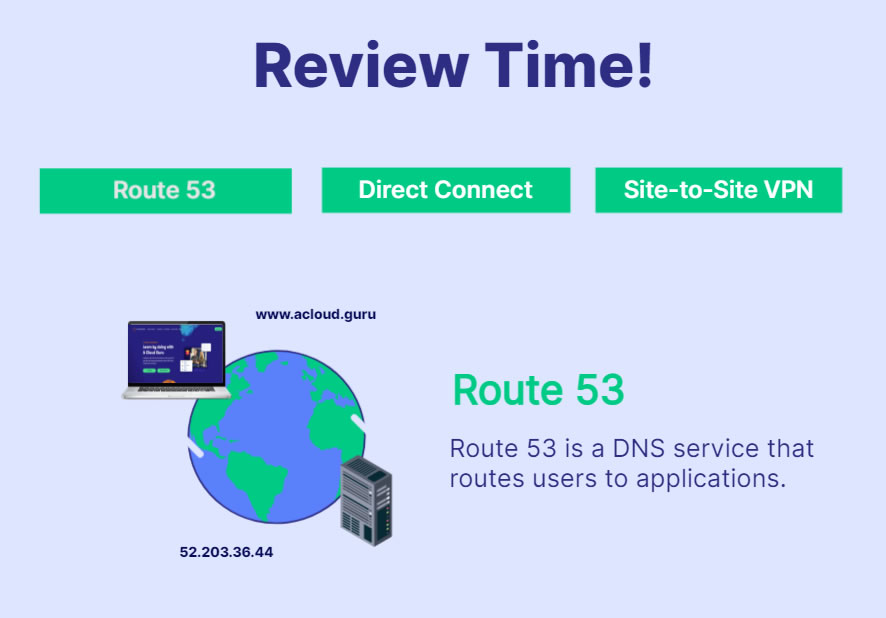 Review Time!
Route 53
Direct Connect
Site-to-Site VPN
www.acloud.guru
Learn by doing with
A Cloud Guru
Route 53
Route 53 is a DNS service that
routes users to applications.
52.203.36.44